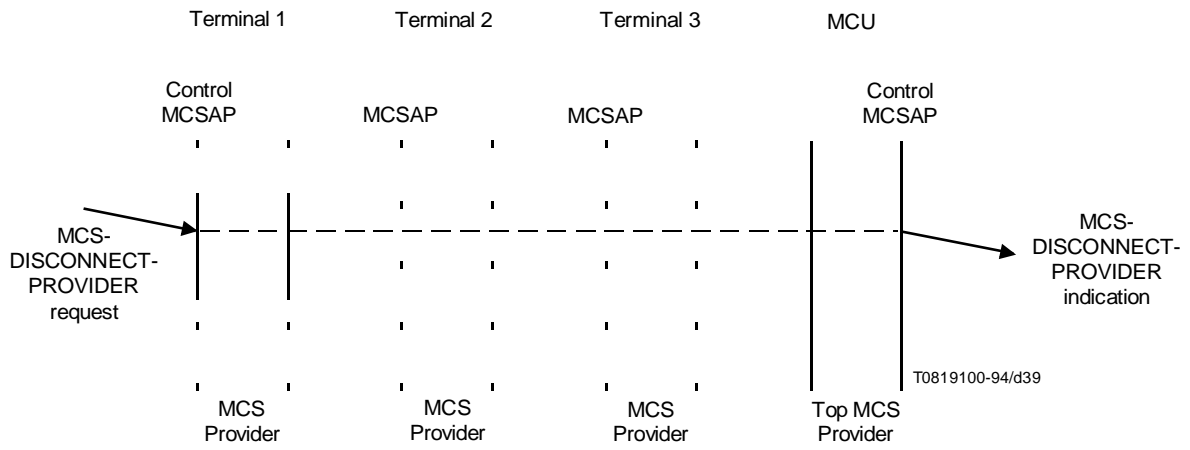 Terminal 1
Terminal 2
Terminal 3
MCU
Control
MCSAP
MCSAP
MCSAP
Control
MCSAP
MCS-
DISCONNECT-
PROVIDER
request
MCS-
DISCONNECT-
PROVIDER
indication
T0819100-94/d39
MCS
Provider
MCS
Provider
MCS
Provider
Top MCS
Provider